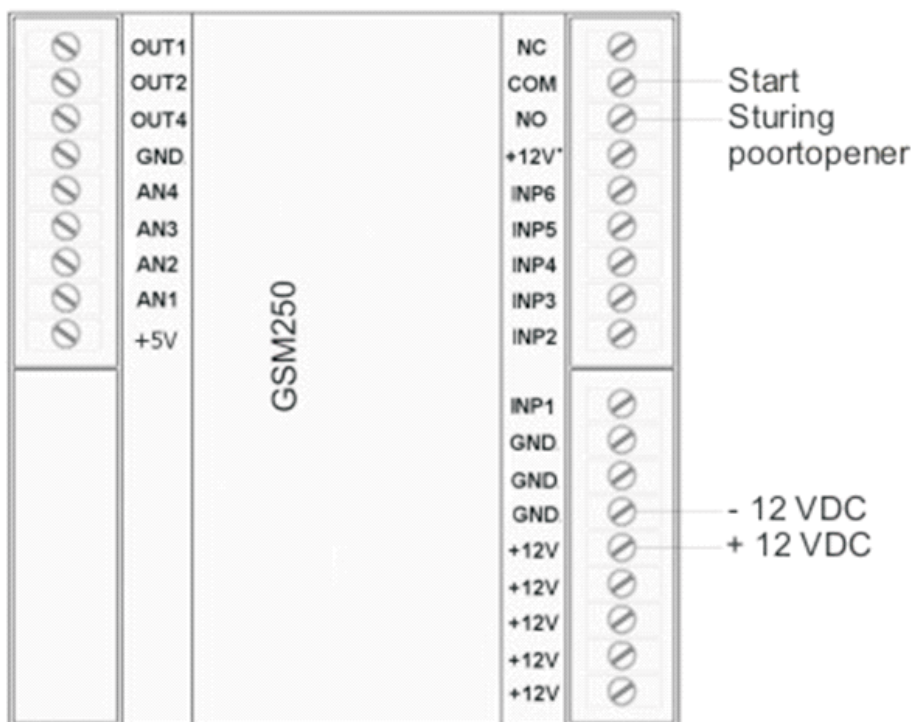 OUT1
OUT2
OUT4
GND
AN4
AN3
AN2
AN1
+5V
GSM250
NC
COM
NO
+12V*
INP6
INP5
INP4
INP3
INP2
INP1
GND
GND
GND
+12V
+12V
+12V
+12V
+12V
Start
Sturing
poortopener
- 12 VDC
+ 12 VDC